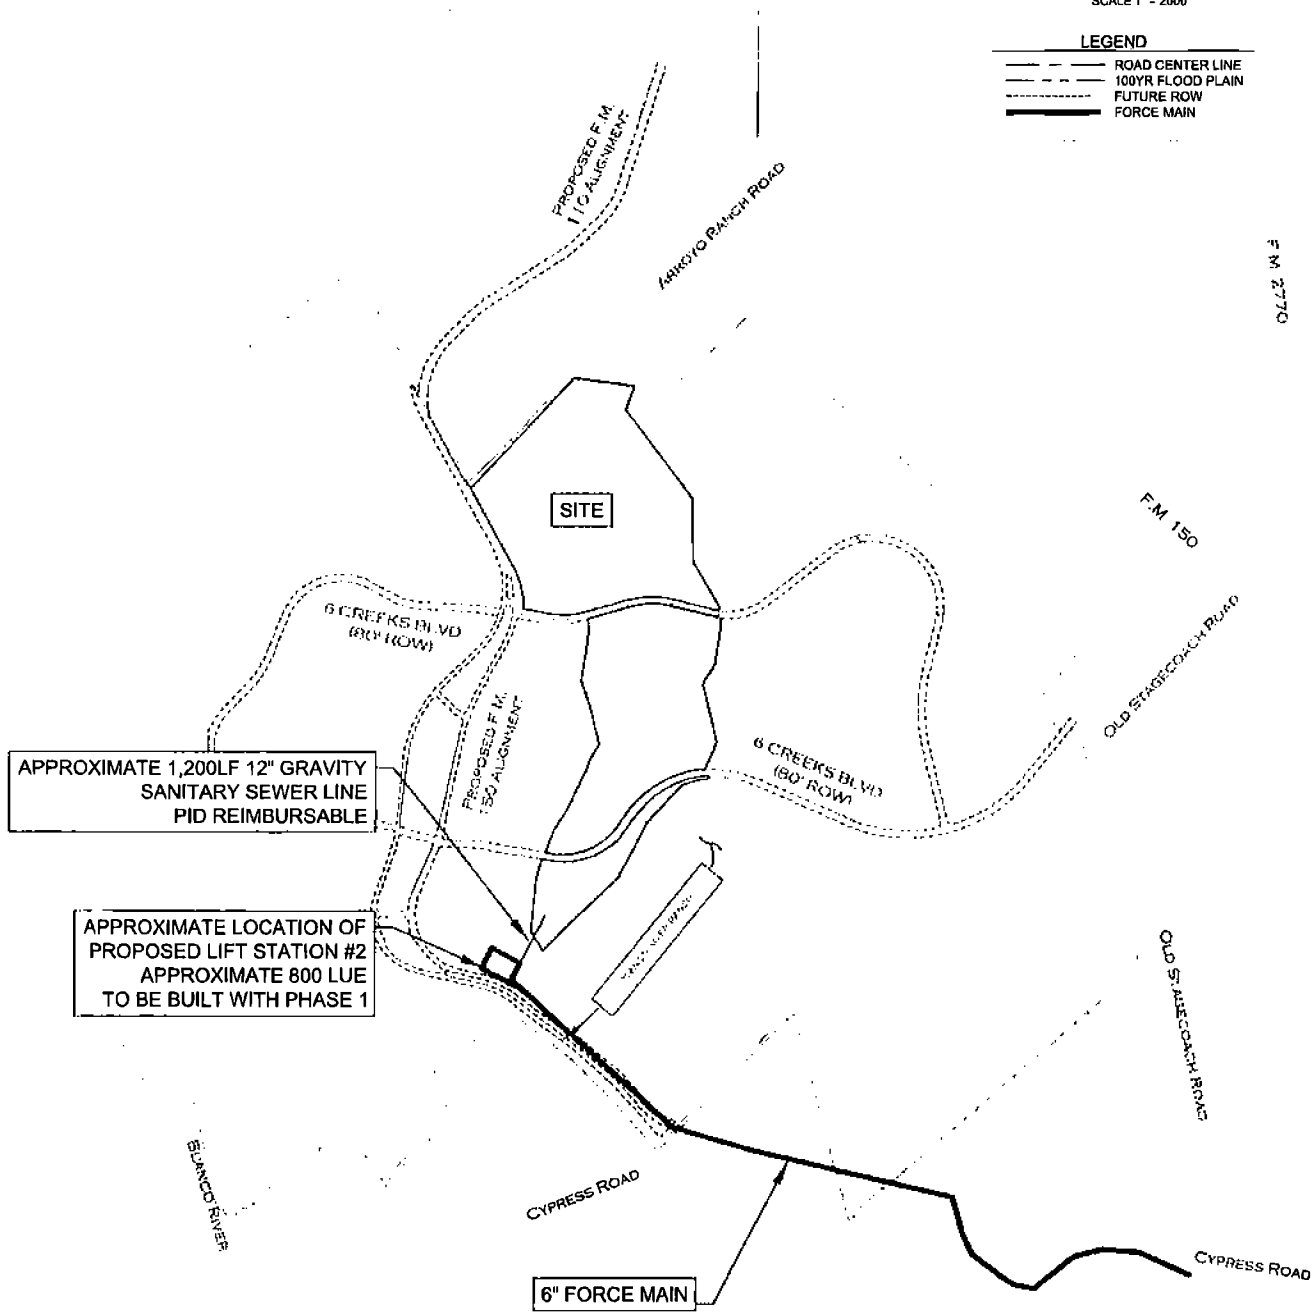 SCALE 1" = 2000'
LEGEND
ROAD CENTER LINE
100YR FLOOD PLAIN
FUTURE ROW
FORCE MAIN
PROPOSED F.M.
110 ALIGNMENT
ARROYO RANCH ROAD
F.M. 2770
SITE
F.M. 150
6 CREEKS BLVD
(80' ROW)
OLD STAGECOACH ROAD
PROPOSED F.M.
150 ALIGNMENT
6 CREEKS BLVD
(80' ROW)
APPROXIMATE 1,200LF 12" GRAVITY
SANITARY SEWER LINE
PID REIMBURSABLE
APPROXIMATE LOCATION OF
PROPOSED LIFT STATION #2
APPROXIMATE 800 LUE
TO BE BUILT WITH PHASE 1
OLD STAGECOACH ROAD
BLANCO RIVER
CYPRESS ROAD
CYPRESS ROAD
6" FORCE MAIN